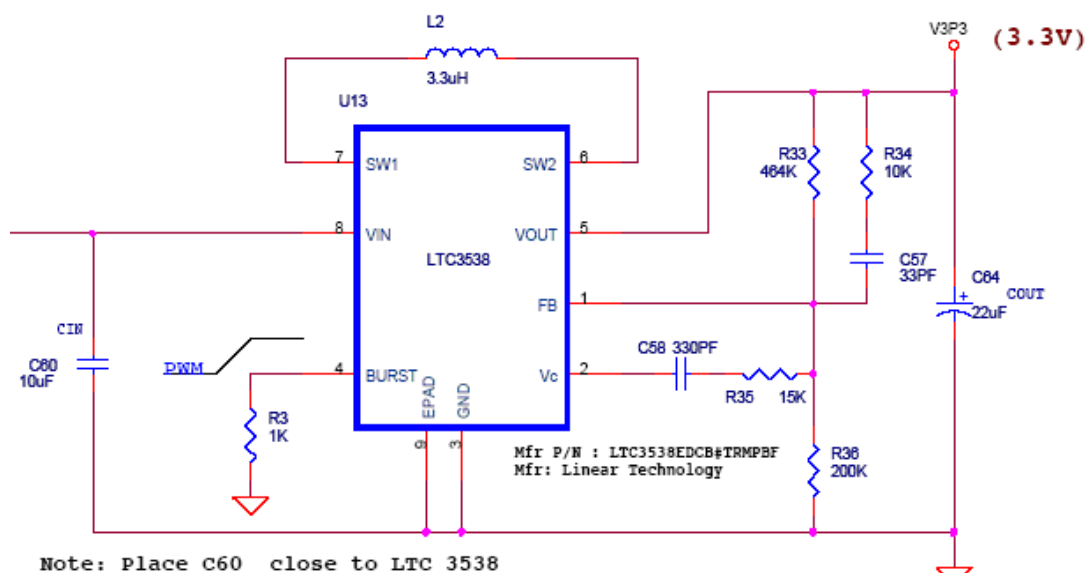 L2
3.3uH
V3P3
(3.3V)
U13
7
SW1
SW2
6
R33
464K
R34
10K
8
VIN
VOUT
5
LTC3538
C57
33PF
FB
1
C64
22uF
COUT
+
CIN
C60
10uF
PWM
4
BURST
Vc
2
C58 330PF
R35 15K
EPAD
GND
R3
1K
9
3
Mfr P/N : LTC3538EDCB#TRMPBF
Mfr: Linear Technology
R36
200K
Note: Place C60 close to LTC 3538